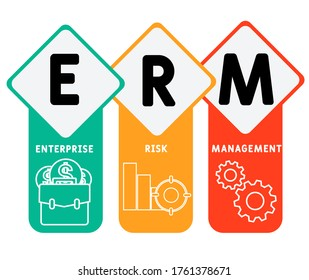 E R M
ENTERPRISE RISK MANAGEMENT
$ $ $
shutterstock.com · 1761378671